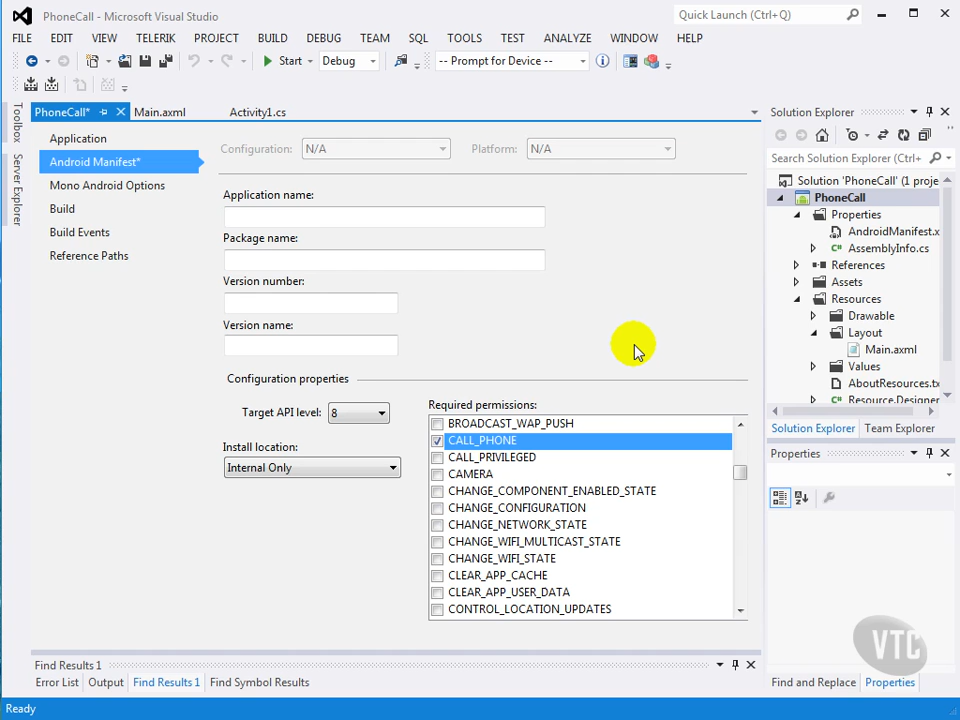 PhoneCall - Microsoft Visual Studio
Quick Launch (Ctrl+Q)
FILE EDIT VIEW TELERIK PROJECT BUILD DEBUG TEAM SQL TOOLS TEST ANALYZE WINDOW HELP
Start Debug -- Prompt for Device --
PhoneCall* Main.axml Activity1.cs
Toolbox
Server Explorer
Application
Android Manifest*
Mono Android Options
Build
Build Events
Reference Paths
Configuration: N/A Platform: N/A
Application name:
Package name:
Version number:
Version name:
Configuration properties
Target API level: 8
Install location:
Internal Only
Required permissions:
BROADCAST_WAP_PUSH
CALL_PHONE
CALL_PRIVILEGED
CAMERA
CHANGE_COMPONENT_ENABLED_STATE
CHANGE_CONFIGURATION
CHANGE_NETWORK_STATE
CHANGE_WIFI_MULTICAST_STATE
CHANGE_WIFI_STATE
CLEAR_APP_CACHE
CLEAR_APP_USER_DATA
CONTROL_LOCATION_UPDATES
Solution Explorer
Search Solution Explorer (Ctrl+
Solution 'PhoneCall' (1 proje
PhoneCall
Properties
AndroidManifest.x
AssemblyInfo.cs
References
Assets
Resources
Drawable
Layout
Main.axml
Values
AboutResources.tx
Resource.Designer
Solution Explorer Team Explorer
Properties
VTC
Find and Replace Properties
Find Results 1
Error List Output Find Results 1 Find Symbol Results
Ready